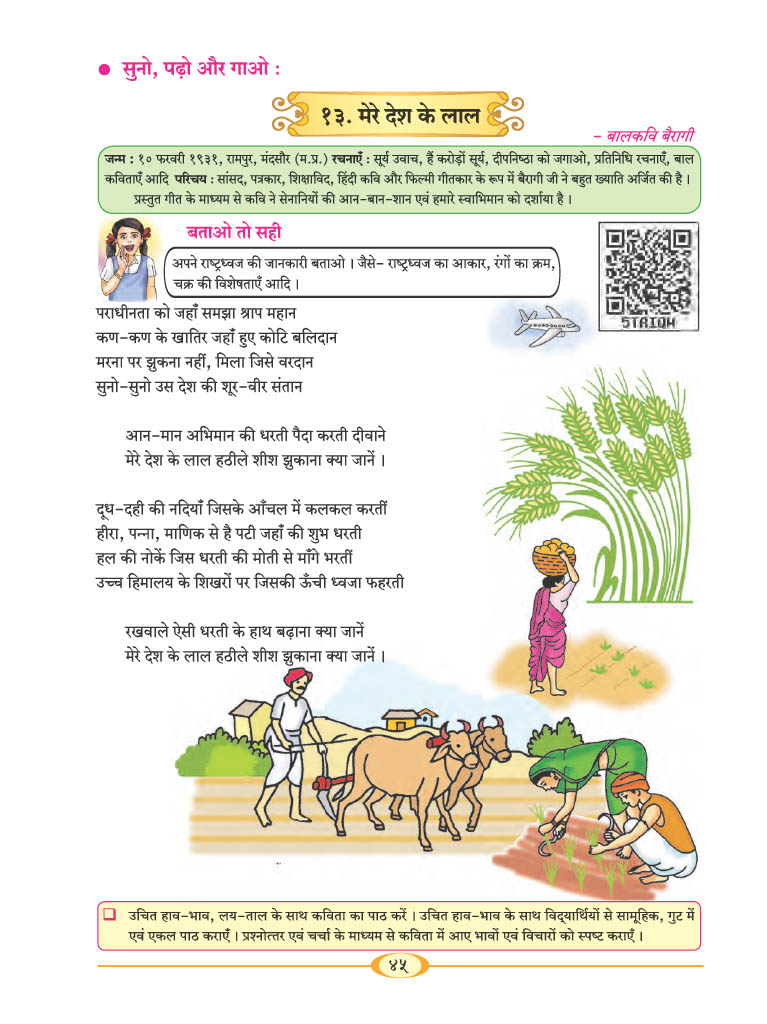 ● सुनो, पढ़ो और गाओ :
१३. मेरे देश के लाल
– बालकवि बैरागी
जन्म : १० फरवरी १९३१, रामपुर, मंदसौर (म.प्र.) रचनाएँ : सूर्य उवाच, हैं करोड़ों सूर्य, दीपनिष्ठा को जगाओ, प्रतिनिधि रचनाएँ, बाल
कविताएँ आदि परिचय : सांसद, पत्रकार, शिक्षाविद, हिंदी कवि और फिल्मी गीतकार के रूप में बैरागी जी ने बहुत ख्याति अर्जित की है ।
प्रस्तुत गीत के माध्यम से कवि ने सेनानियों की आन-बान-शान एवं हमारे स्वाभिमान को दर्शाया है ।
बताओ तो सही
अपने राष्ट्रध्वज की जानकारी बताओ । जैसे- राष्ट्रध्वज का आकार, रंगों का क्रम,
चक्र की विशेषताएँ आदि ।
5TRIQH
पराधीनता को जहाँ समझा श्राप महान
कण-कण के खातिर जहाँ हुए कोटि बलिदान
मरना पर झुकना नहीं, मिला जिसे वरदान
सुनो-सुनो उस देश की शूर-वीर संतान
आन-मान अभिमान की धरती पैदा करती दीवाने
मेरे देश के लाल हठीले शीश झुकाना क्या जानें ।
दूध-दही की नदियाँ जिसके आँचल में कलकल करतीं
हीरा, पन्ना, माणिक से है पटी जहाँ की शुभ धरती
हल की नोकें जिस धरती की मोती से माँगे भरतीं
उच्च हिमालय के शिखरों पर जिसकी ऊँची ध्वजा फहरती
रखवाले ऐसी धरती के हाथ बढ़ाना क्या जानें
मेरे देश के लाल हठीले शीश झुकाना क्या जानें ।
❑ उचित हाव-भाव, लय-ताल के साथ कविता का पाठ करें । उचित हाव-भाव के साथ विद्यार्थियों से सामूहिक, गुट में
एवं एकल पाठ कराएँ । प्रश्नोत्तर एवं चर्चा के माध्यम से कविता में आए भावों एवं विचारों को स्पष्ट कराएँ ।
४५